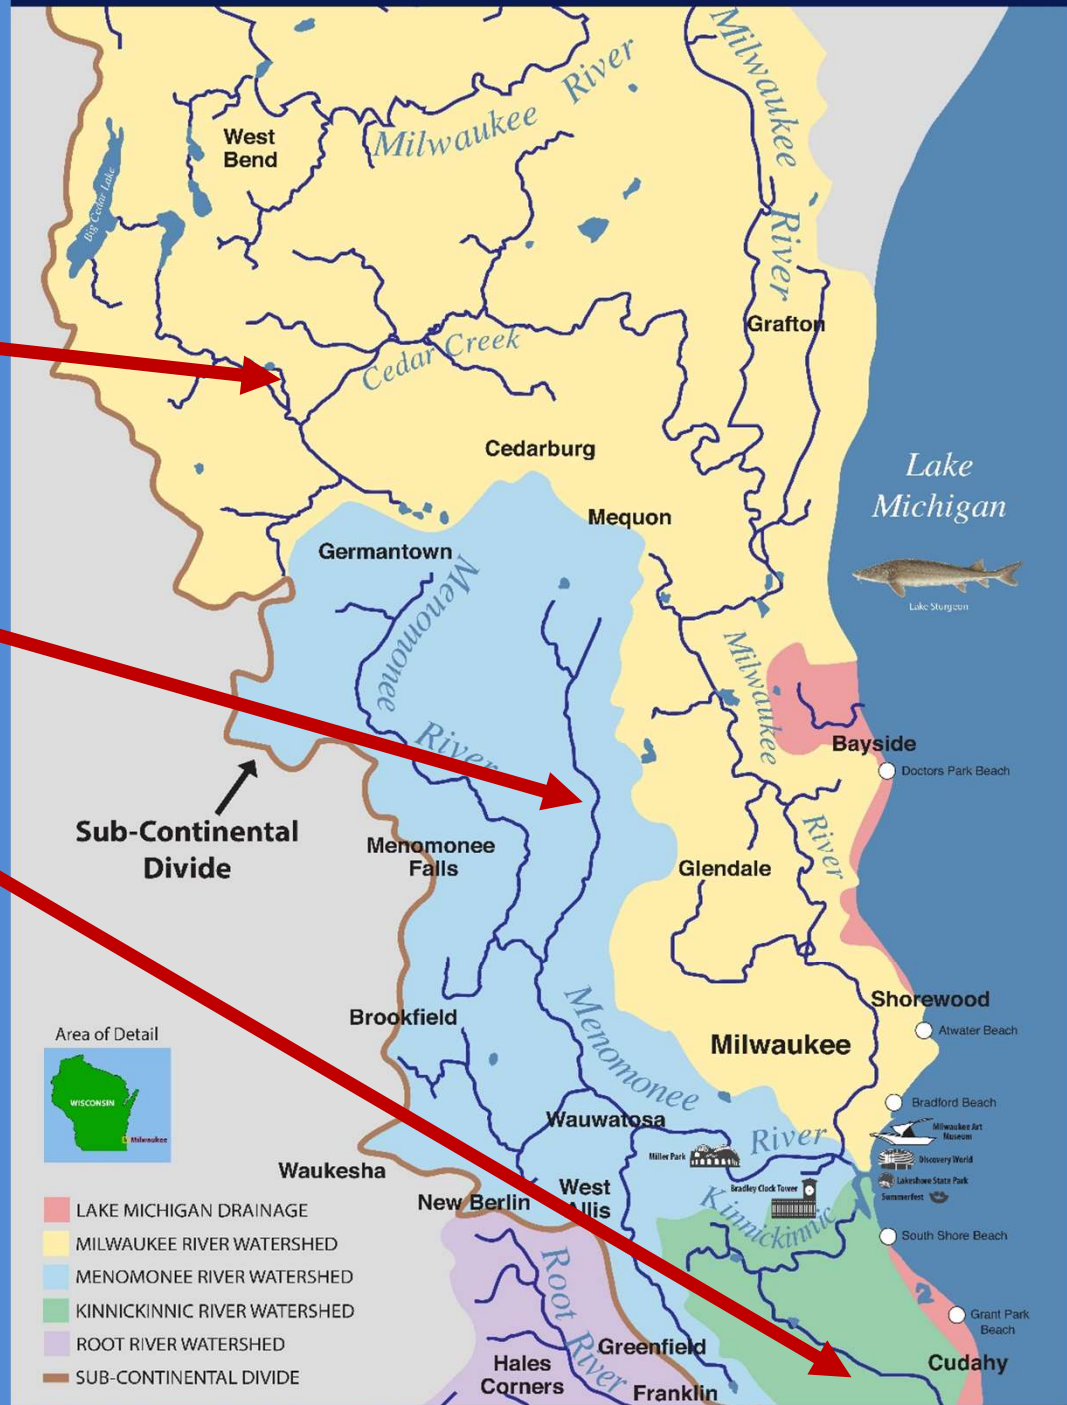 Milwaukee
River
Milwaukee
River
West
Bend
Big Cedar Lake
Grafton
Cedar Creek
Cedarburg
Lake
Michigan
Mequon
Germantown
Lake Sturgeon
Menomonee
River
Milwaukee
River
Bayside
Doctors Park Beach
Sub-Continental
Divide
Menomonee
Falls
Glendale
Shorewood
Atwater Beach
Brookfield
Menomonee
River
Milwaukee
Area of Detail
WISCONSIN
Milwaukee
Bradford Beach
Wauwatosa
Milwaukee Art
Museum
Miller Park
Discovery World
Waukesha
Bradley Clock Tower
Lakeshore State Park
Summerfest
New Berlin
West
Allis
Kinnickinnic
South Shore Beach
LAKE MICHIGAN DRAINAGE
MILWAUKEE RIVER WATERSHED
MENOMONEE RIVER WATERSHED
KINNICKINNIC RIVER WATERSHED
ROOT RIVER WATERSHED
SUB-CONTINENTAL DIVIDE
Root River
Grant Park
Beach
Greenfield
Cudahy
Hales
Corners
Franklin